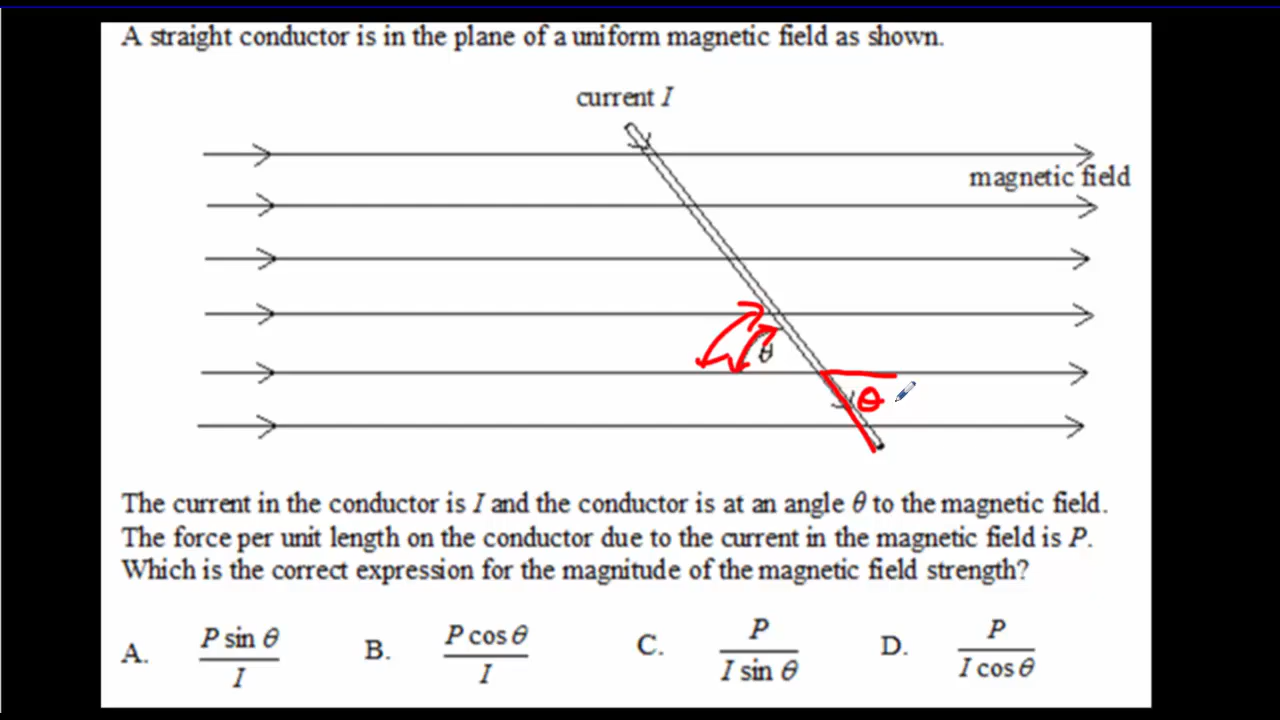 A straight conductor is in the plane of a uniform magnetic field as shown.
current I
magnetic field
θ
θ
The current in the conductor is I and the conductor is at an angle θ to the magnetic field.
The force per unit length on the conductor due to the current in the magnetic field is P.
Which is the correct expression for the magnitude of the magnetic field strength?
A. P sin θ / I B. P cos θ / I C. P / I sin θ D. P / I cos θ